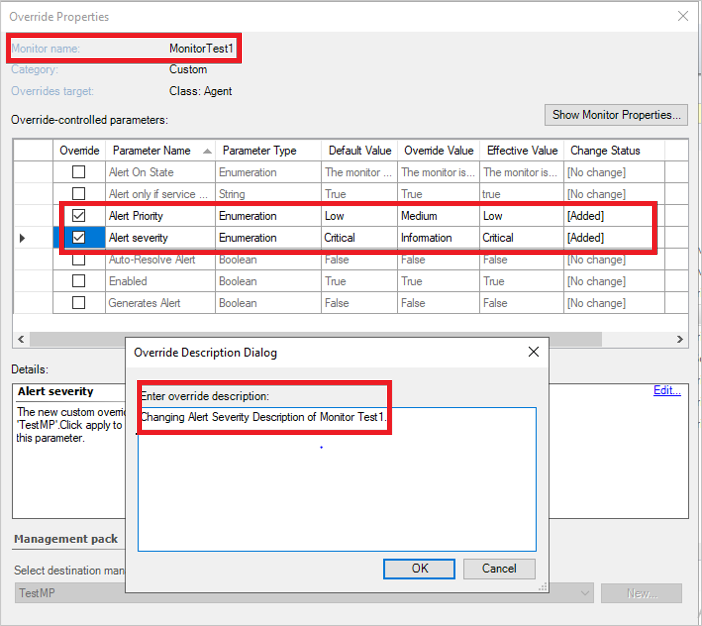 Override Properties
Monitor name: MonitorTest1
Category: Custom
Overrides target: Class: Agent
Override-controlled parameters: Show Monitor Properties...
Override Parameter Name Parameter Type Default Value Override Value Effective Value Change Status
Alert On State Enumeration The monitor ... The monitor is... The monitor is... [No change]
Alert only if service ... String True True true [No change]
Alert Priority Enumeration Low Medium Low [Added]
Alert severity Enumeration Critical Information Critical [Added]
Auto-Resolve Alert Boolean False False False [No change]
Enabled Boolean True True True [No change]
Generates Alert Boolean False False False [No change]
Override Description Dialog
Details:
Alert severity Edit...
The new custom overri
'TestMP'.Click apply to
this parameter.
Enter override description:
Changing Alert Severity Description of Monitor Test1.
Management pack
OK Cancel
Select destination man
TestMP New...